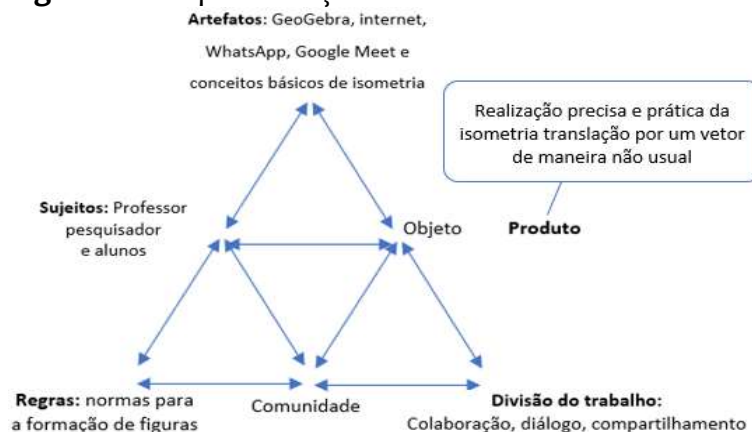 Artefatos: GeoGebra, internet,
WhatsApp, Google Meet e
conceitos básicos de isometria
Realização precisa e prática da
isometria translação por um vetor
de maneira não usual
Sujeitos: Professor
pesquisador
e alunos
Objeto
Produto
Regras: normas para
a formação de figuras
Comunidade
Divisão do trabalho:
Colaboração, diálogo, compartilhamento